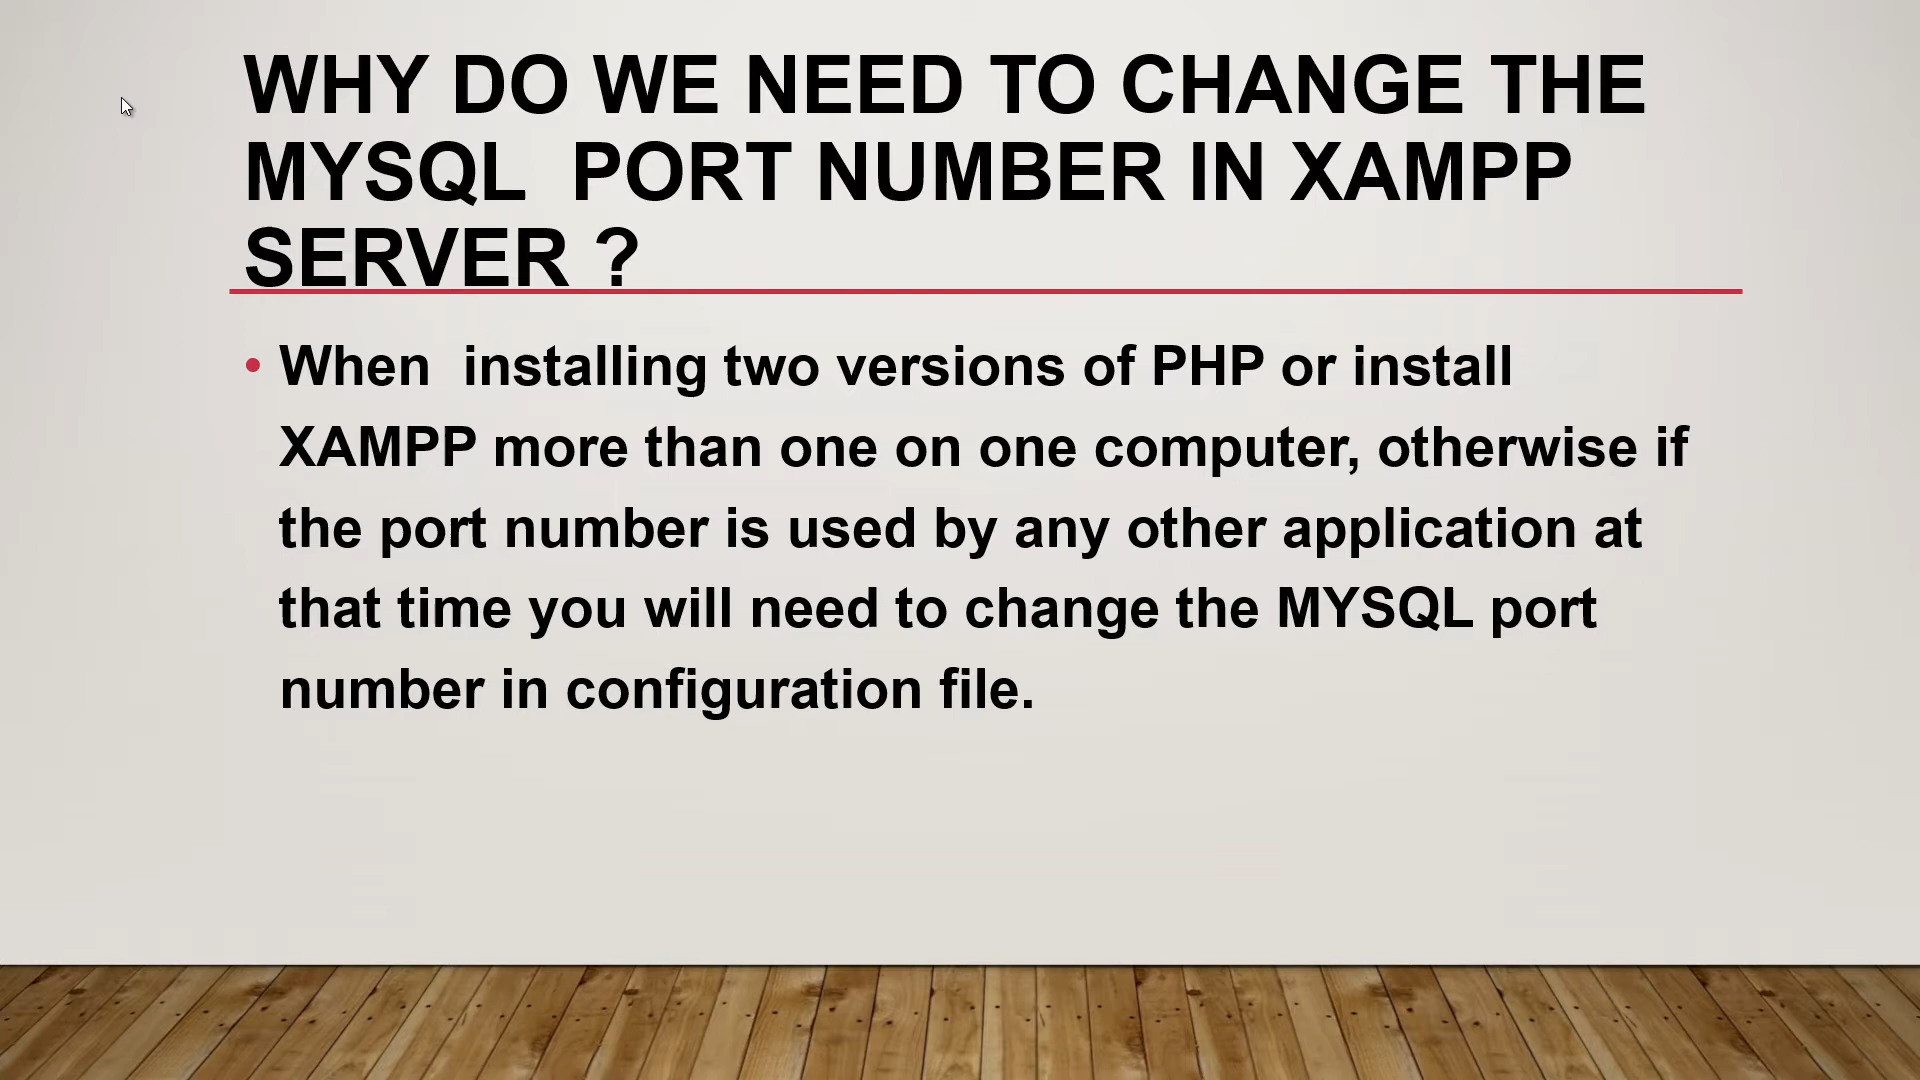 WHY DO WE NEED TO CHANGE THE
MYSQL  PORT NUMBER IN XAMPP
SERVER ?
• When  installing two versions of PHP or install
XAMPP more than one on one computer, otherwise if
the port number is used by any other application at
that time you will need to change the MYSQL port
number in configuration file.